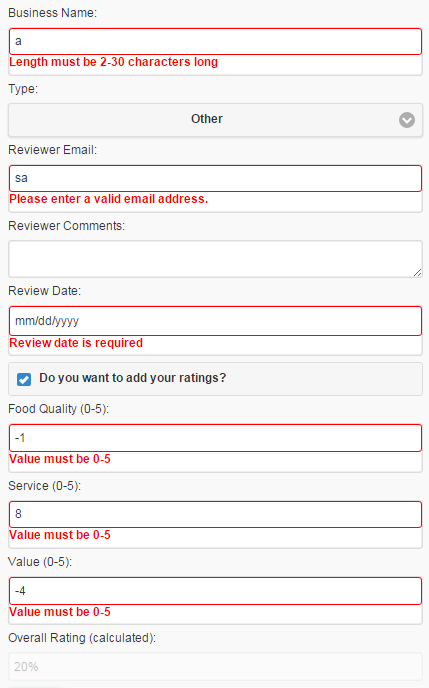 Business Name:
a
Length must be 2-30 characters long
Type:
Other
Reviewer Email:
sa
Please enter a valid email address.
Reviewer Comments:
Review Date:
mm/dd/yyyy
Review date is required
Do you want to add your ratings?
Food Quality (0-5):
-1
Value must be 0-5
Service (0-5):
8
Value must be 0-5
Value (0-5):
-4
Value must be 0-5
Overall Rating (calculated):
20%